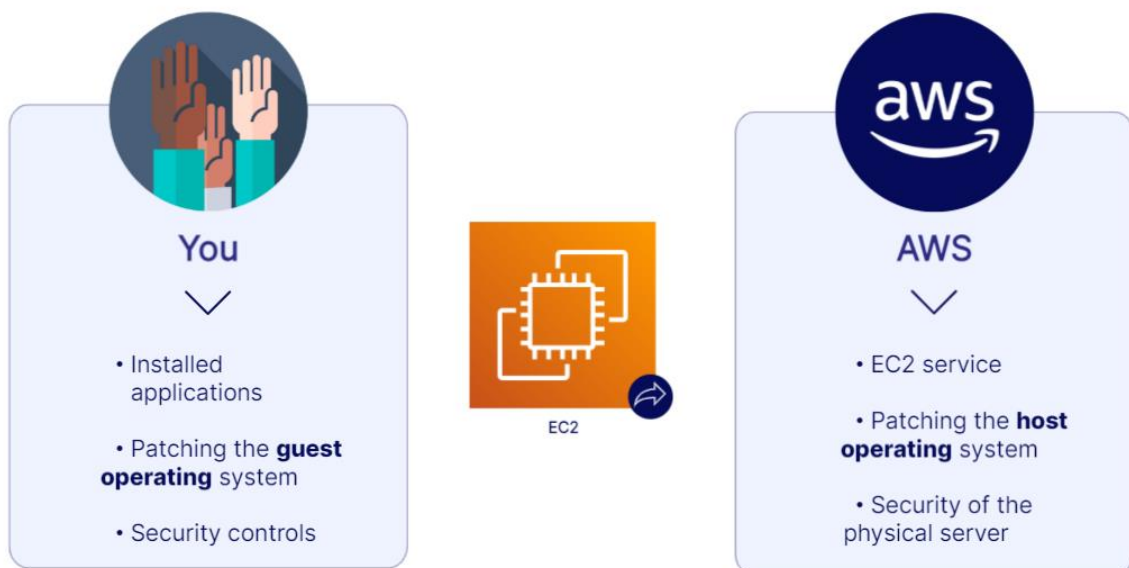 You
• Installed
applications
• Patching the guest
operating system
• Security controls
EC2
aws
AWS
• EC2 service
• Patching the host
operating system
• Security of the
physical server